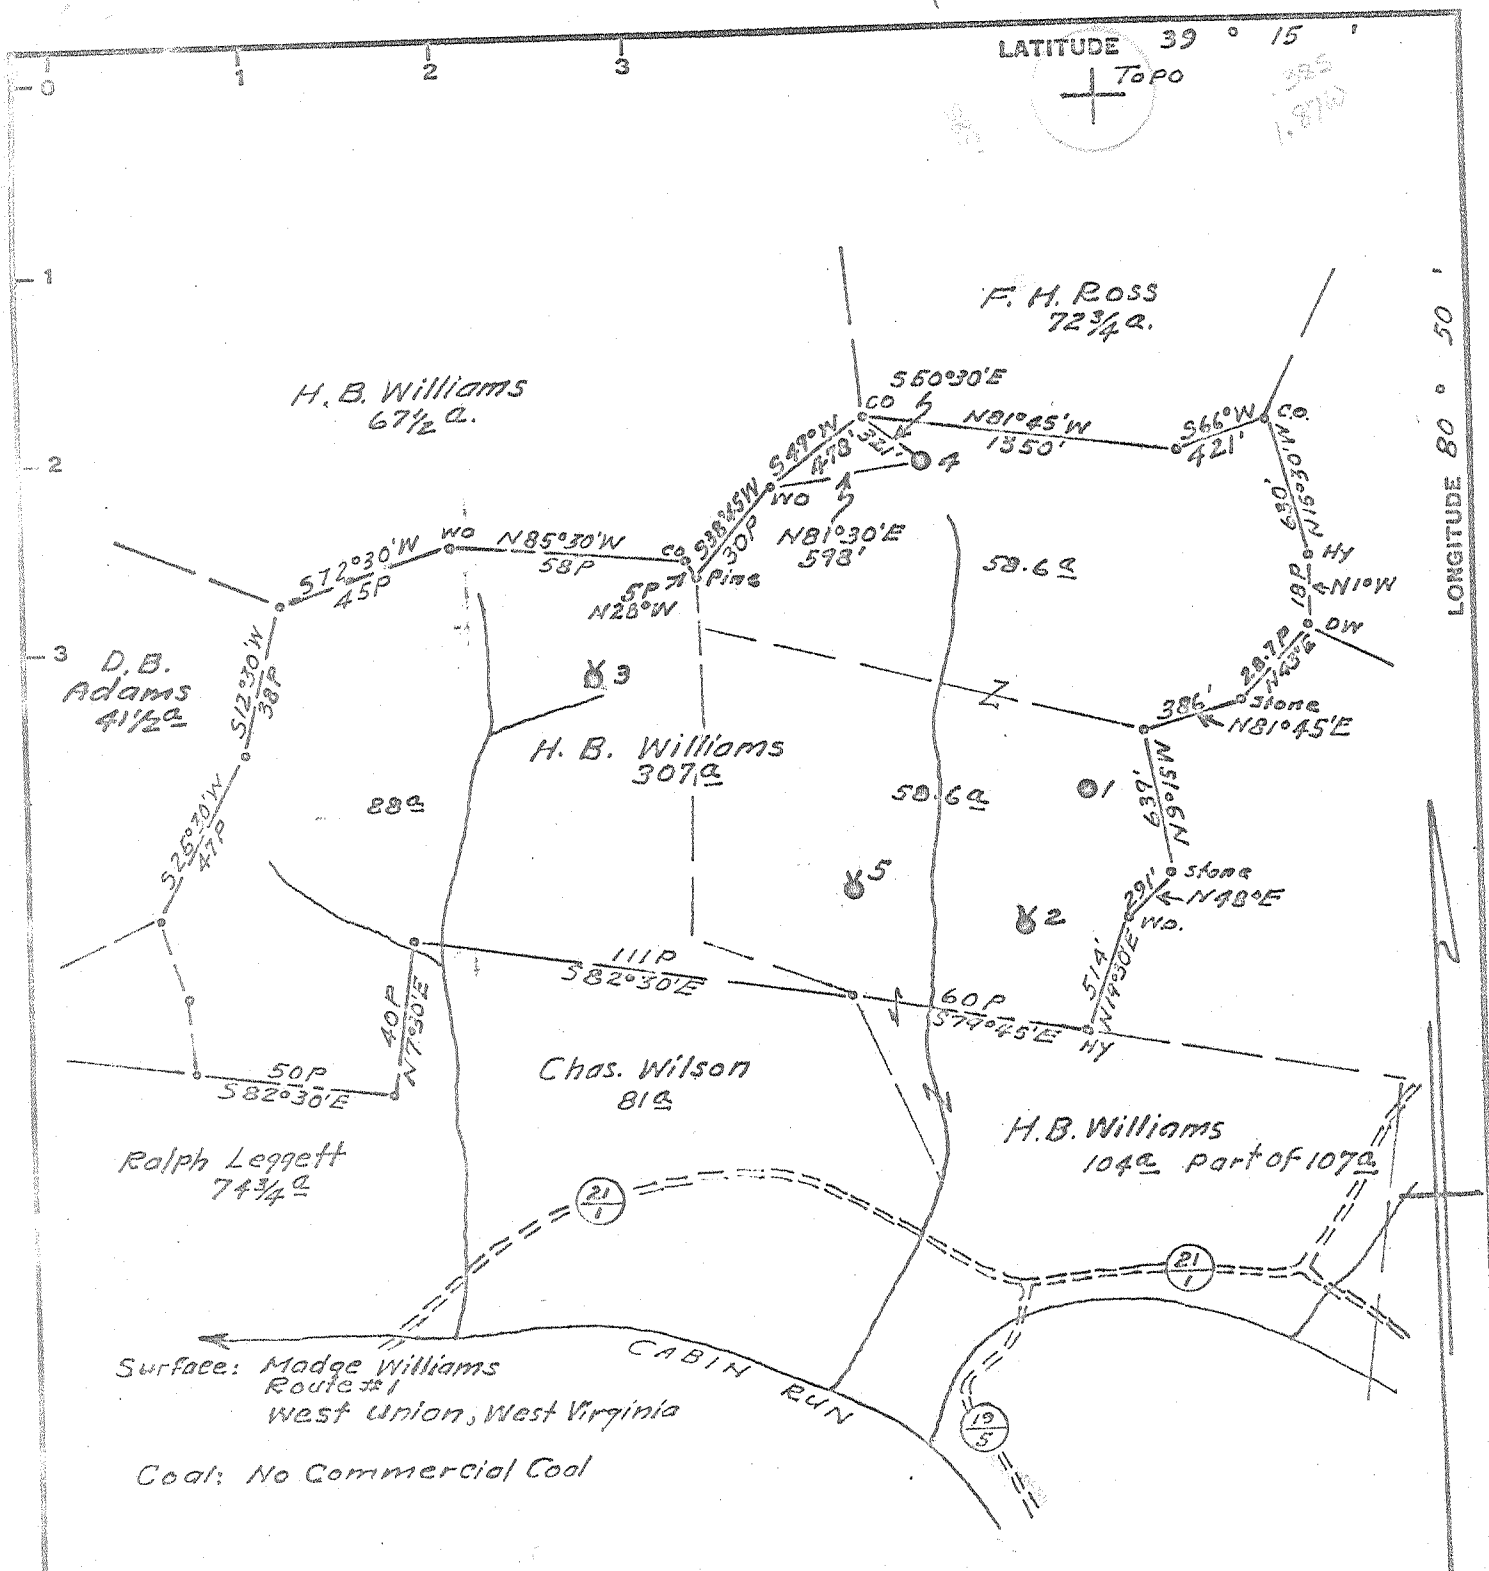 LATITUDE 39 ° 15 '
Topo
0
1
2
3
1
2
3
LONGITUDE 80 ° 50 '
F. H. Ross
72 3/4 a.
H. B. Williams
67 1/2 a.
S60°30'E
co
N81°45'W
1350'
S66°W
421'
C.O.
S49°W
478'
321'
4
WO
N81°30'E
598'
S38°45'W
30P
N15°30'W
630'
HY
18P
N1°W
OW
28.7P
N43°E
Stone
386'
N81°45'E
WO
N85°30'W
58P
co
Pine
5P
N28°W
S72°30'W
45P
58.6 a
D. B.
Adams
41 1/2 a
S12°30'W
38P
3
H. B. Williams
307 a
Z
1
639'
N9°15'W
88 a
58.6 a
S25°30'W
47P
5
2
Stone
291'
N48°E
WO.
514'
N19°30'E
111P
S82°30'E
60P
S79°45'E
HY
40P
N7°30'E
50P
S82°30'E
Chas. Wilson
81 a
H.B. Williams
104 a Part of 107 a
Ralph Leggett
74 3/4 a
21
1
21
1
CABIN RUN
19
5
Surface: Madge Williams
Route #1
West Union, West Virginia
Coal: No Commercial Coal